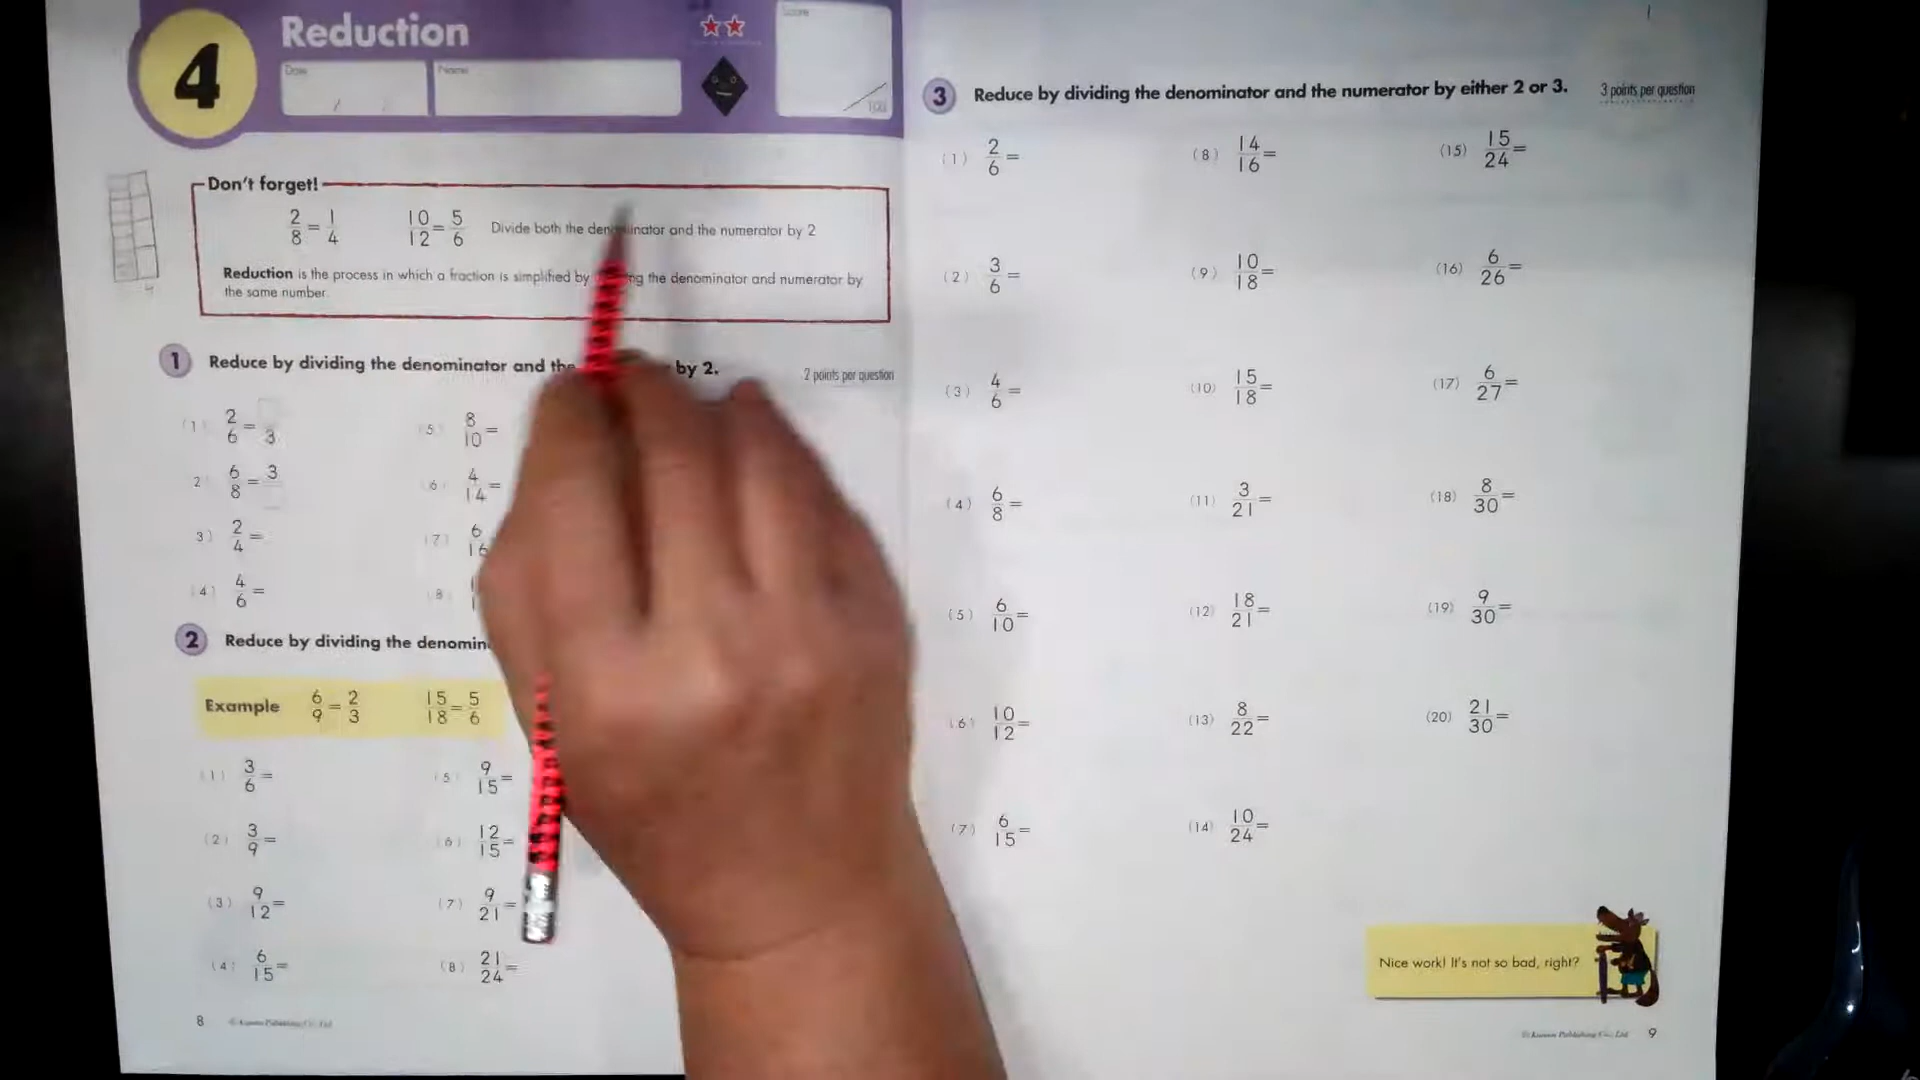 4
Reduction
Score
Date
Name
/
100
Don't forget!
2/8 = 1/4 10/12 = 5/6 Divide both the denominator and the numerator by 2
Reduction is the process in which a fraction is simplified by the denominator and numerator by
the same number
1 Reduce by dividing the denominator and the by 2.
2 points per question
(1) 2/6 = /3
2 6/8 = 3/
3) 2/4 =
(4) 4/6 =
5 8/10 =
6 4/14 =
(7) 6/16
8
2 Reduce by dividing the
Example 6/9 = 2/3 15/18 = 5/6
(1) 3/6 =
(2) 3/9 =
(3) 9/12 =
(4) 6/15 =
5 9/15 =
6) 12/15 =
(7) 9/21 =
(8) 21/24 =
8
3 Reduce by dividing the denominator and the numerator by either 2 or 3.
3 points per question
(1) 2/6 =
(2) 3/6 =
(3) 4/6 =
(4) 6/8 =
(5) 6/10 =
(6) 10/12 =
(7) 6/15 =
(8) 14/16 =
(9) 10/18 =
(10) 15/18 =
(11) 3/21 =
(12) 18/21 =
(13) 8/22 =
(14) 10/24 =
(15) 15/24 =
(16) 6/26 =
(17) 6/27 =
(18) 8/30 =
(19) 9/30 =
(20) 21/30 =
Nice work! It's not so bad, right?
© Kumon Publishing Co., Ltd. 9